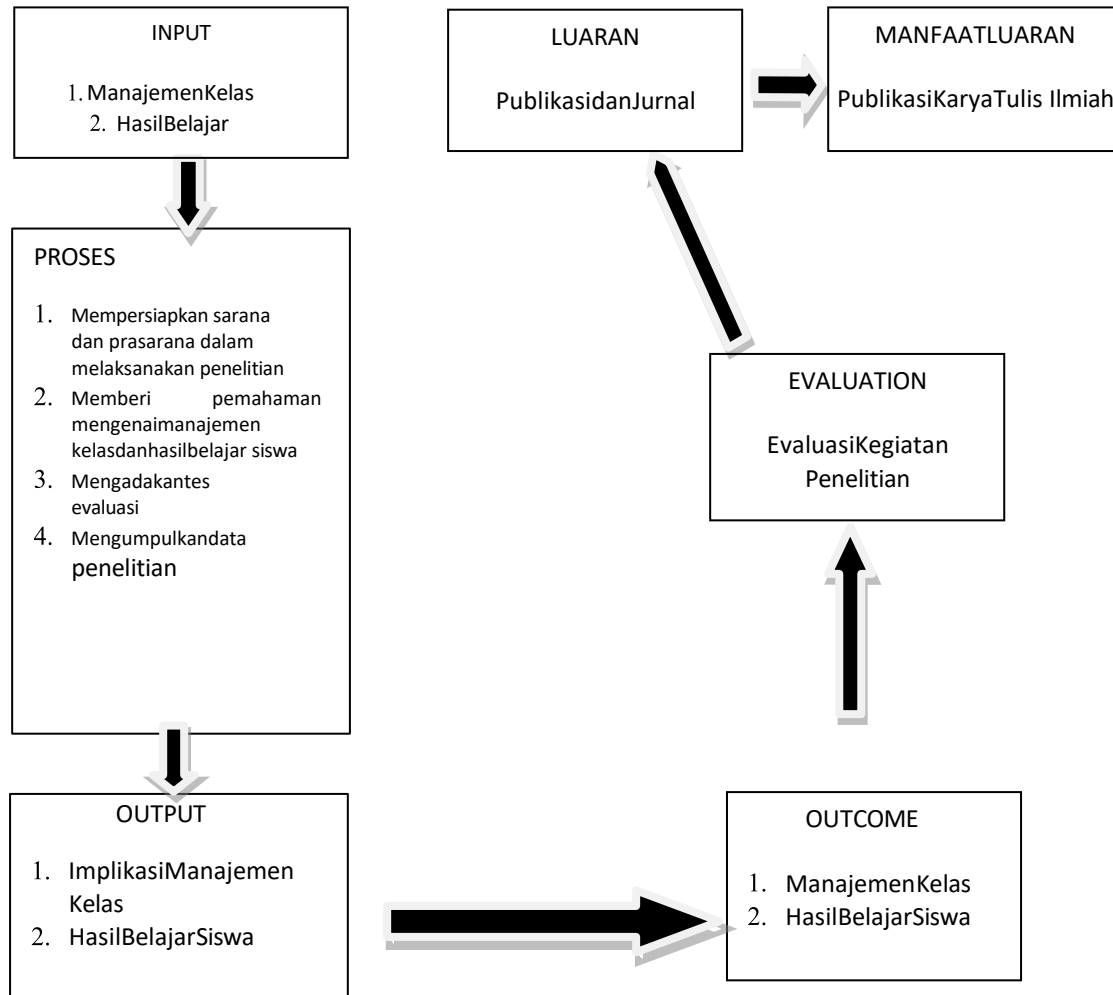 INPUT
1. ManajemenKelas
2. HasilBelajar
PROSES
1. Mempersiapkan sarana
dan prasarana dalam
melaksanakan penelitian
2. Memberi pemahaman
mengenaimanajemen
kelasdanhasilbelajar siswa
3. Mengadakantes
evaluasi
4. Mengumpulkandata
penelitian
OUTPUT
1. ImplikasiManajemen
Kelas
2. HasilBelajarSiswa
OUTCOME
1. ManajemenKelas
2. HasilBelajarSiswa
EVALUATION
EvaluasiKegiatan
Penelitian
LUARAN
PublikasidanJurnal
MANFAATLUARAN
PublikasiKaryaTulis Ilmiah